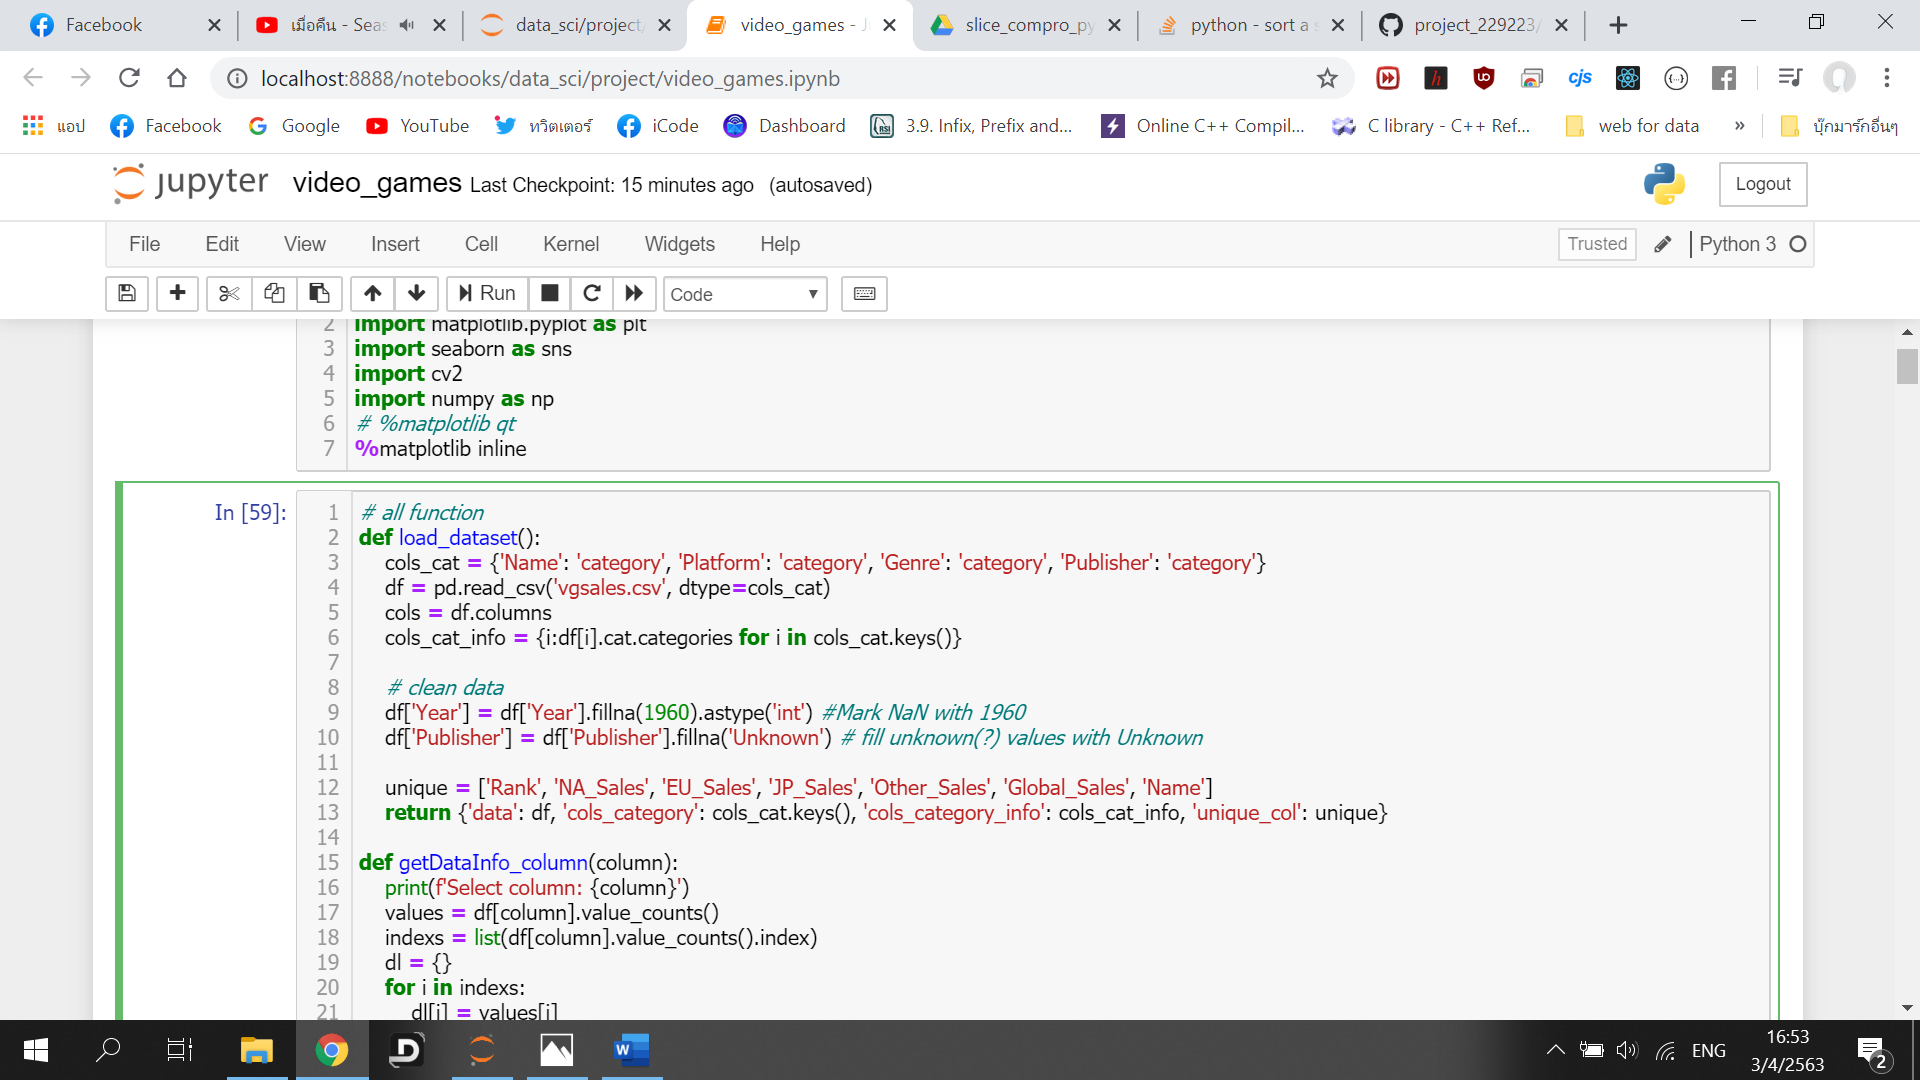 Facebook
เมื่อคืน - Seas
data_sci/project/
video_games - J
slice_compro_py
python - sort a s
project_229223/
localhost:8888/notebooks/data_sci/project/video_games.ipynb
แอป
Facebook
Google
YouTube
ทวิตเตอร์
iCode
Dashboard
3.9. Infix, Prefix and...
Online C++ Compil...
C library - C++ Ref...
web for data
»
บุ๊กมาร์กอื่นๆ
jupyter video_games Last Checkpoint: 15 minutes ago (autosaved)
Logout
File Edit View Insert Cell Kernel Widgets Help
Trusted
Python 3
Run
Code
2 import matplotlib.pyplot as plt
3 import seaborn as sns
4 import cv2
5 import numpy as np
6 # %matplotlib qt
7 %matplotlib inline
In [59]:
1 # all function
2 def load_dataset():
3 cols_cat = {'Name': 'category', 'Platform': 'category', 'Genre': 'category', 'Publisher': 'category'}
4 df = pd.read_csv('vgsales.csv', dtype=cols_cat)
5 cols = df.columns
6 cols_cat_info = {i:df[i].cat.categories for i in cols_cat.keys()}
7
8 # clean data
9 df['Year'] = df['Year'].fillna(1960).astype('int') #Mark NaN with 1960
10 df['Publisher'] = df['Publisher'].fillna('Unknown') # fill unknown(?) values with Unknown
11
12 unique = ['Rank', 'NA_Sales', 'EU_Sales', 'JP_Sales', 'Other_Sales', 'Global_Sales', 'Name']
13 return {'data': df, 'cols_category': cols_cat.keys(), 'cols_category_info': cols_cat_info, 'unique_col': unique}
14
15 def getDataInfo_column(column):
16 print(f'Select column: {column}')
17 values = df[column].value_counts()
18 indexs = list(df[column].value_counts().index)
19 dl = {}
20 for i in indexs:
21 dl[i] = values[i]
ENG
16:53
3/4/2563
2